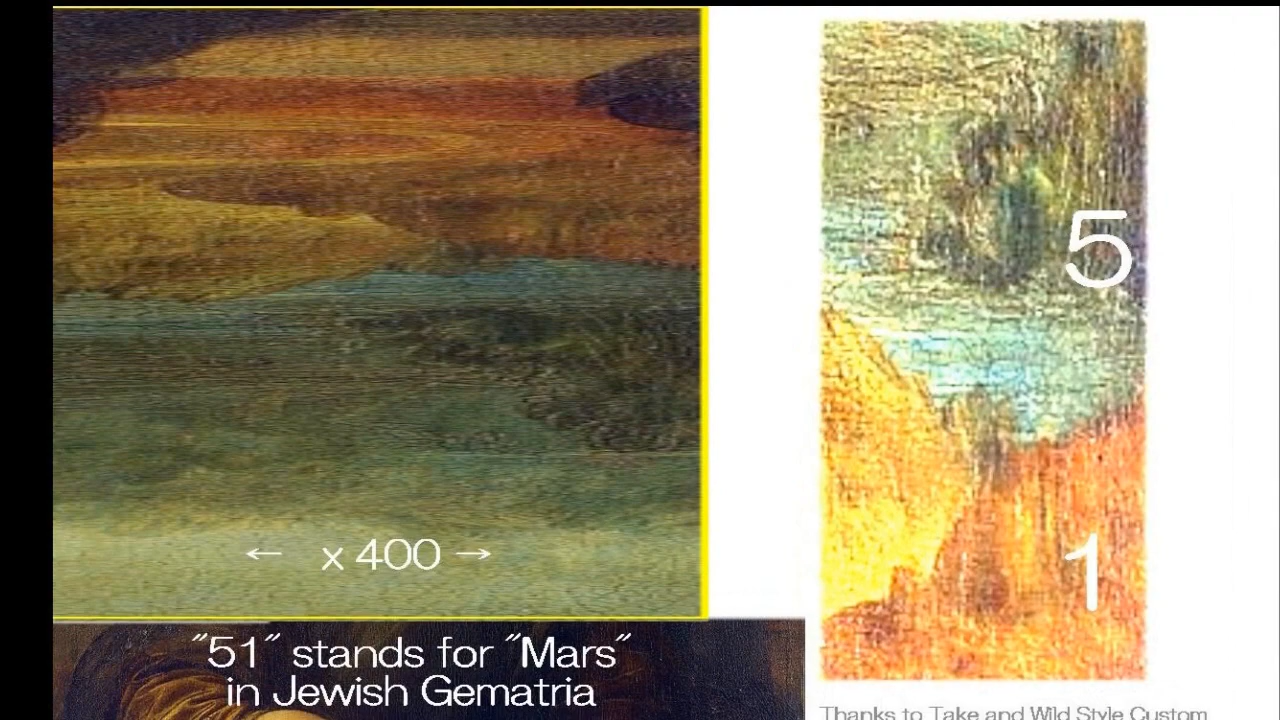 ← x 400 →
"51" stands for "Mars"
in Jewish Gematria
5
1
Thanks to Take and Wild Style Custom